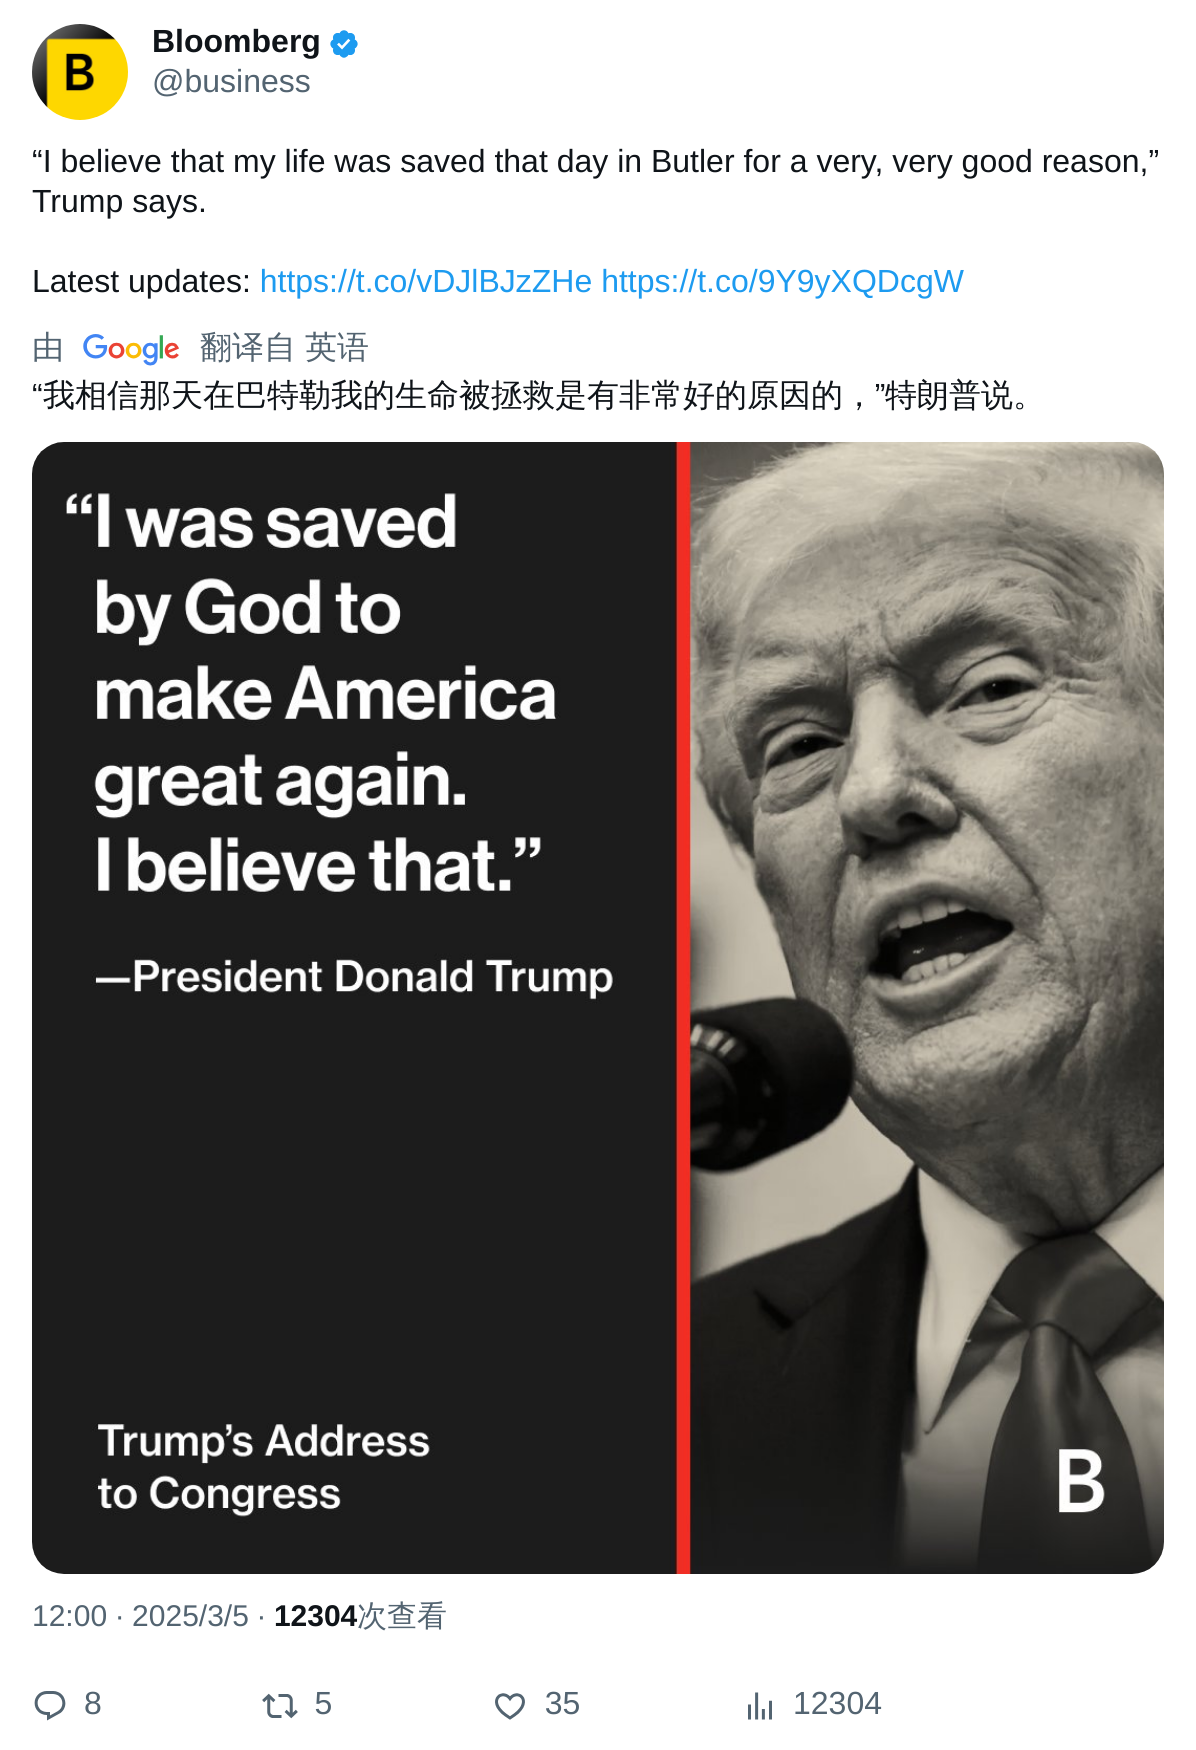 B
Bloomberg
@business
“I believe that my life was saved that day in Butler for a very, very good reason,”
Trump says.
Latest updates: https://t.co/vDJlBJzZHe https://t.co/9Y9yXQDcgW
由 Google 翻译自 英语
“我相信那天在巴特勒我的生命被拯救是有非常好的原因的，”特朗普说。
“I was saved
by God to
make America
great again.
I believe that.”
—President Donald Trump
Trump’s Address
to Congress
B
12:00 · 2025/3/5 · 12304次查看
8 5 35 12304